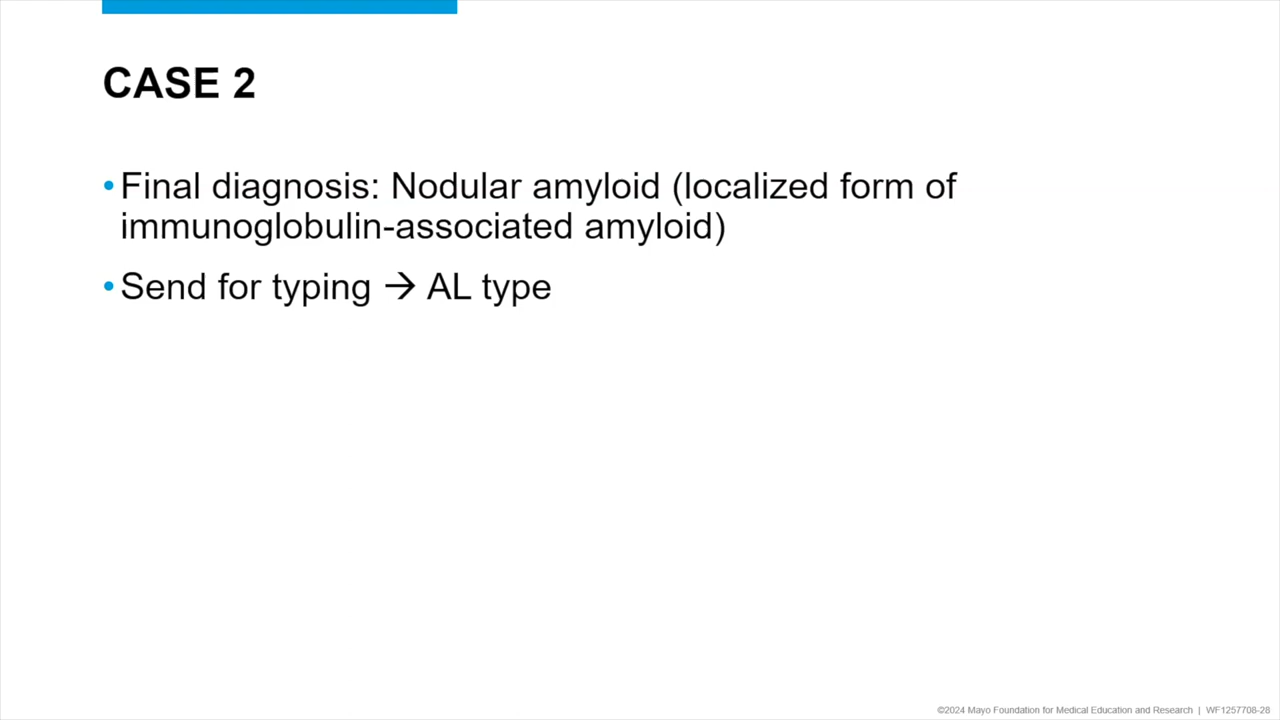 CASE 2
•Final diagnosis: Nodular amyloid (localized form of
immunoglobulin-associated amyloid)
•Send for typing → AL type
©2024 Mayo Foundation for Medical Education and Research | WF1257708-28